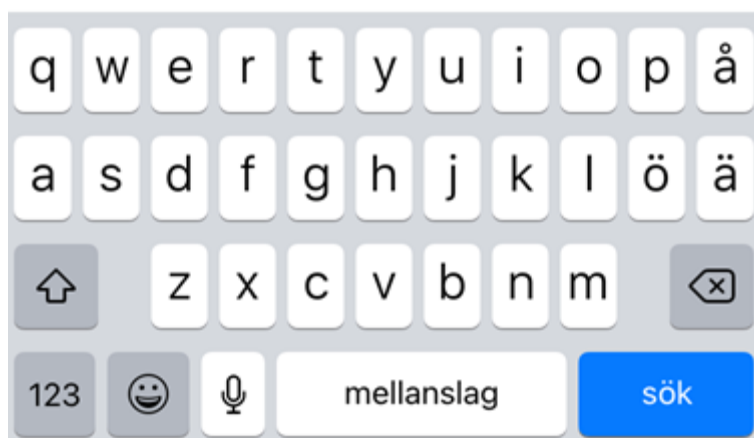 q w e r t y u i o p å
a s d f g h j k l ö ä
z x c v b n m
123 mellanslag sök